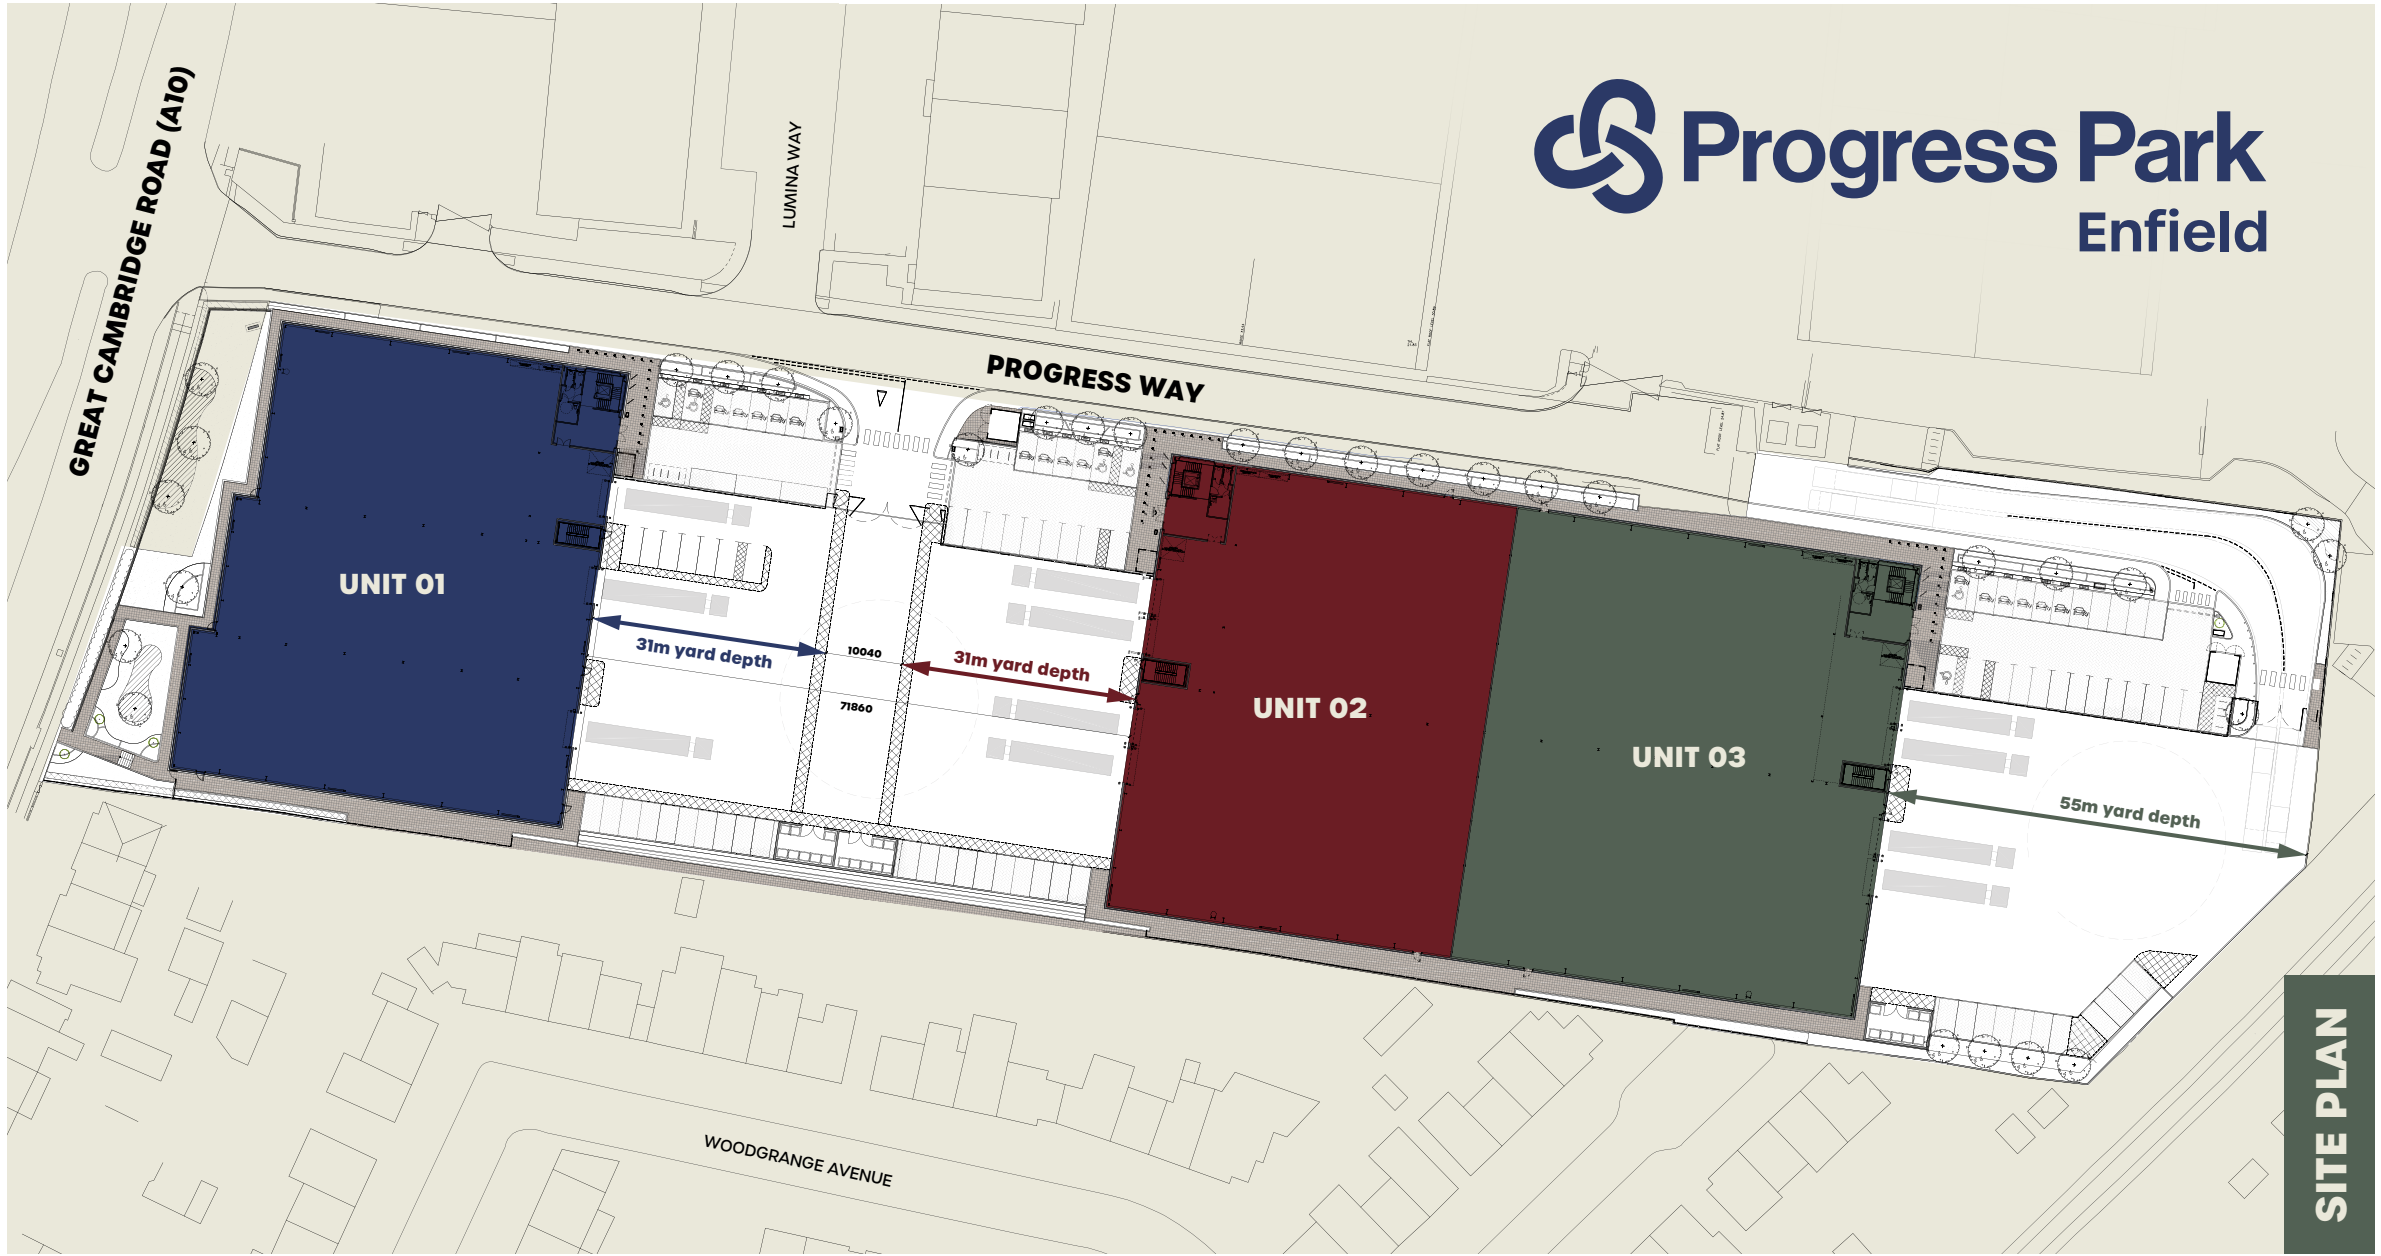 Progress Park
Enfield
GREAT CAMBRIDGE ROAD (A10)
LUMINA WAY
PROGRESS WAY
UNIT 01
31m yard depth
10040
31m yard depth
71860
UNIT 02
UNIT 03
55m yard depth
WOODGRANGE AVENUE
SITE PLAN